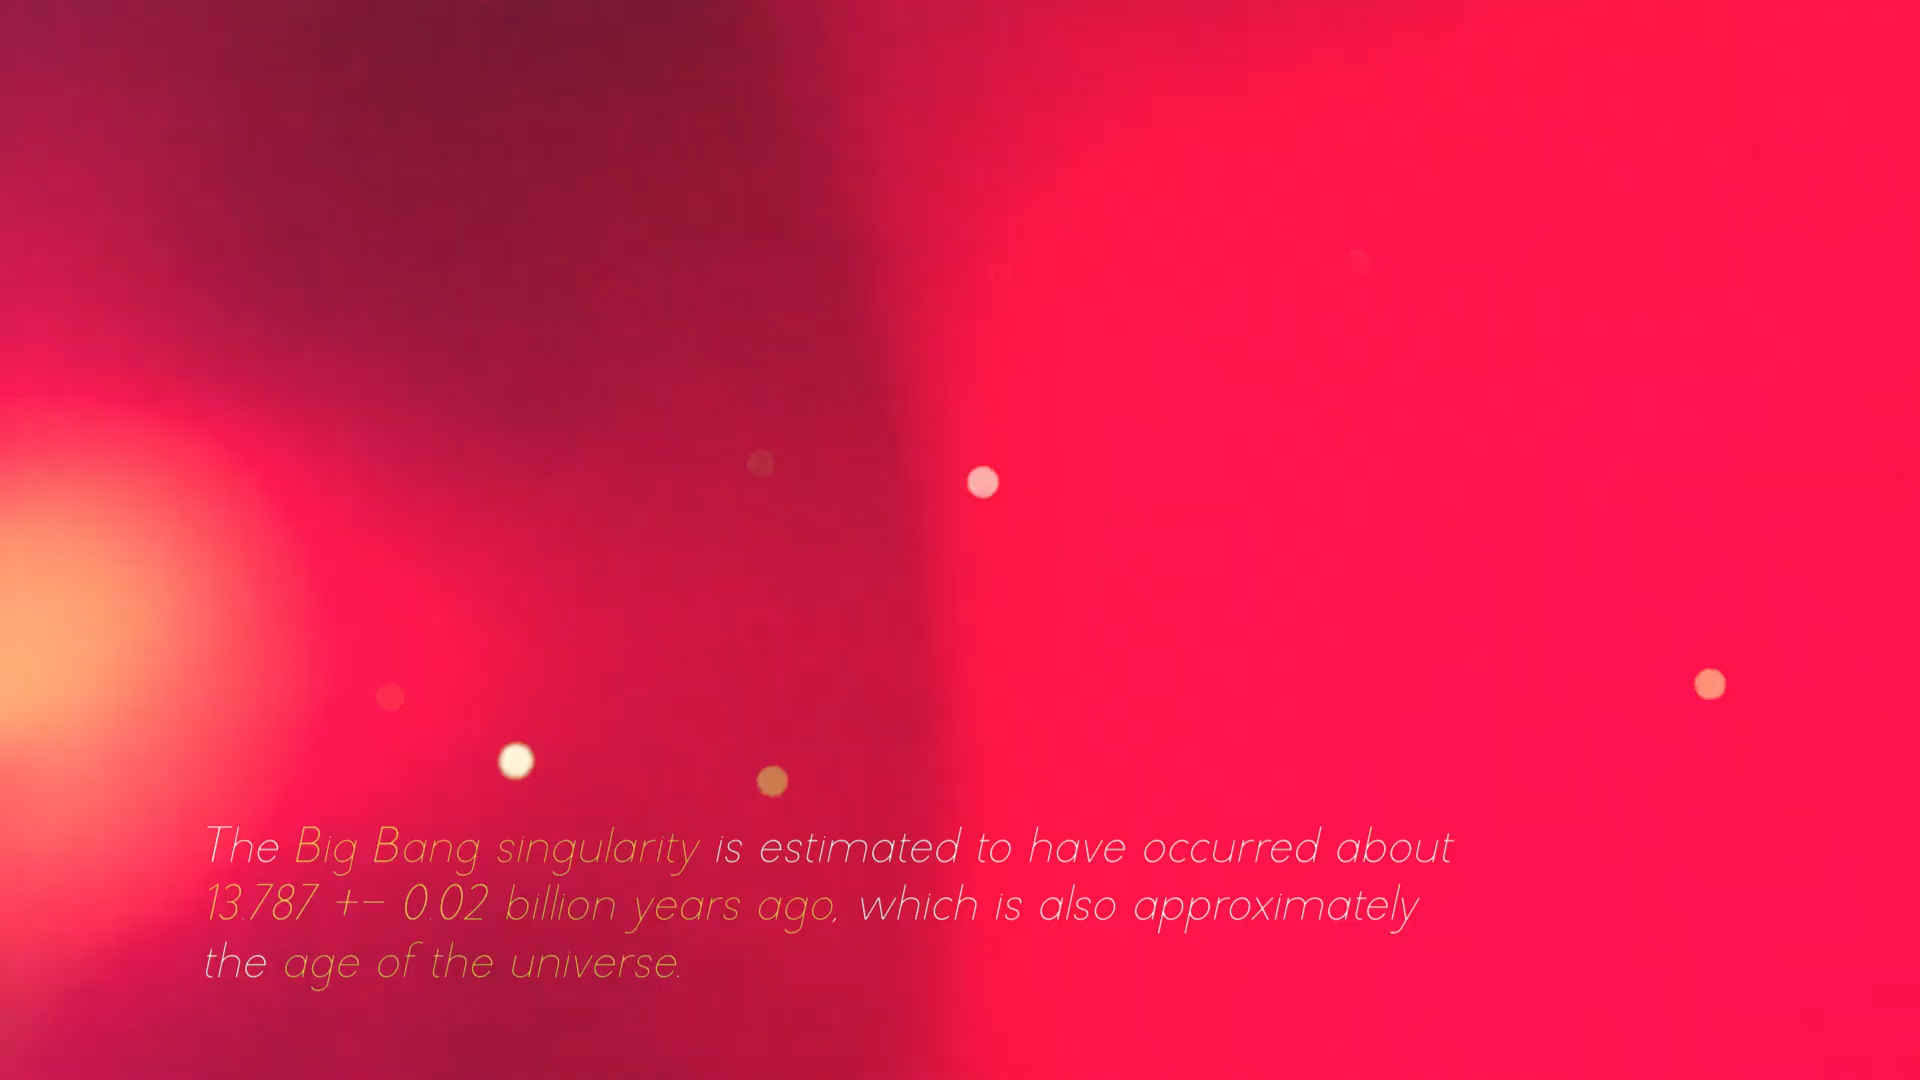 The Big Bang singularity is estimated to have occurred about
13.787 +- 0.02 billion years ago, which is also approximately
the age of the universe.